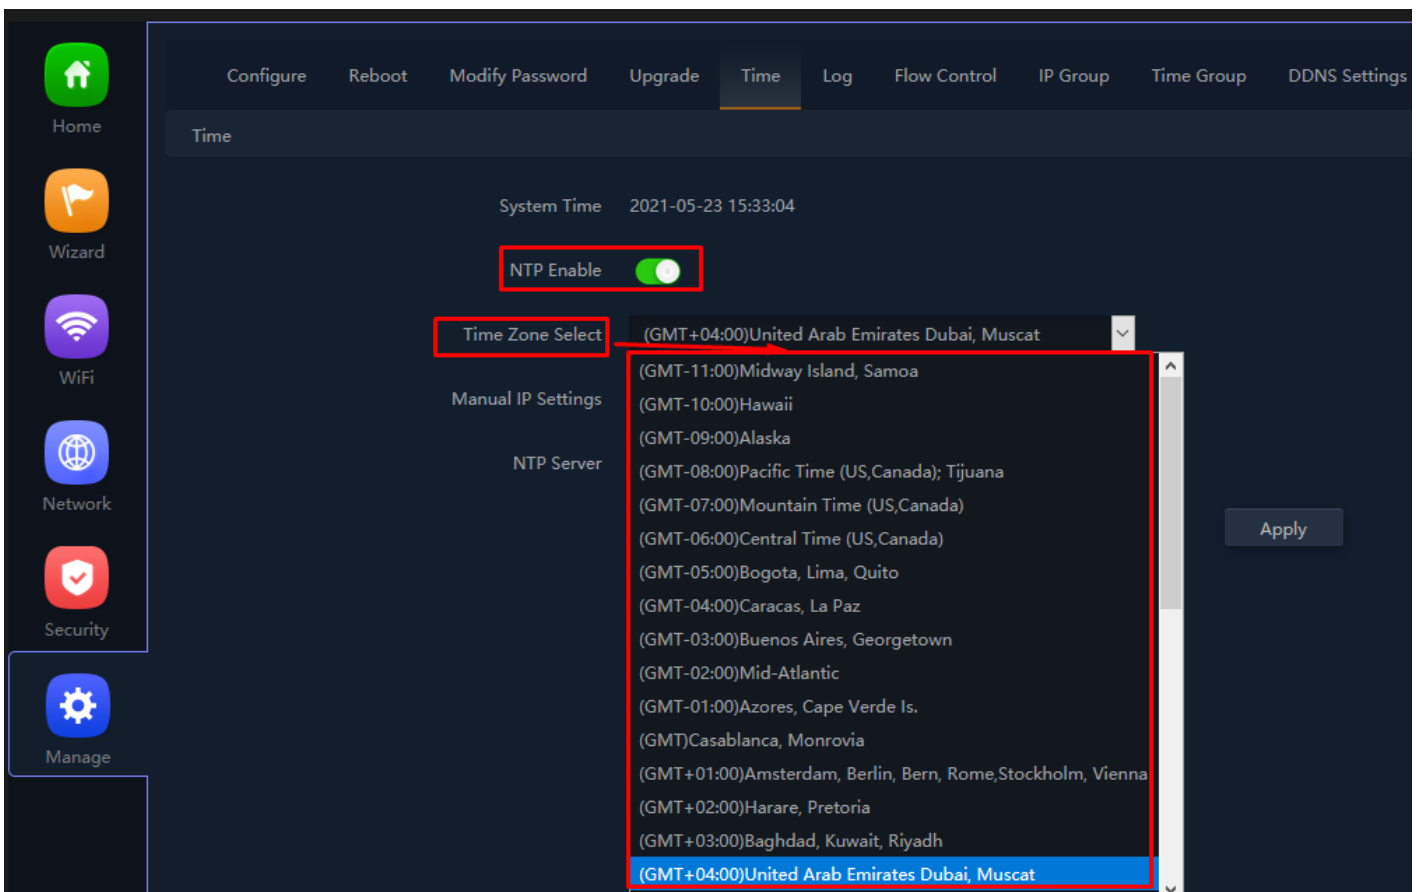 Configure Reboot Modify Password Upgrade Time Log Flow Control IP Group Time Group DDNS Settings
Home
Time
Wizard
WiFi
Network
Security
Manage
System Time 2021-05-23 15:33:04
NTP Enable
Time Zone Select (GMT+04:00)United Arab Emirates Dubai, Muscat
Manual IP Settings
NTP Server
(GMT-11:00)Midway Island, Samoa
(GMT-10:00)Hawaii
(GMT-09:00)Alaska
(GMT-08:00)Pacific Time (US,Canada); Tijuana
(GMT-07:00)Mountain Time (US,Canada)
(GMT-06:00)Central Time (US,Canada)
(GMT-05:00)Bogota, Lima, Quito
(GMT-04:00)Caracas, La Paz
(GMT-03:00)Buenos Aires, Georgetown
(GMT-02:00)Mid-Atlantic
(GMT-01:00)Azores, Cape Verde Is.
(GMT)Casablanca, Monrovia
(GMT+01:00)Amsterdam, Berlin, Bern, Rome,Stockholm, Vienna
(GMT+02:00)Harare, Pretoria
(GMT+03:00)Baghdad, Kuwait, Riyadh
(GMT+04:00)United Arab Emirates Dubai, Muscat
Apply